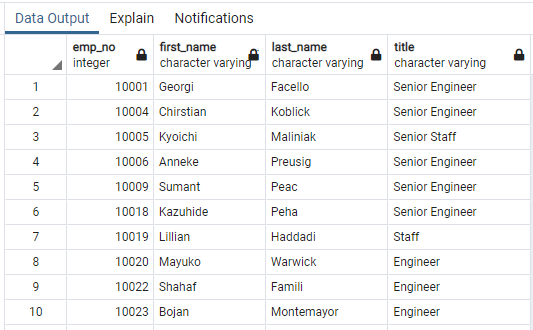 Data Output Explain Notifications
emp_no first_name last_name title
integer character varying character varying character varying
1 10001 Georgi Facello Senior Engineer
2 10004 Chirstian Koblick Senior Engineer
3 10005 Kyoichi Maliniak Senior Staff
4 10006 Anneke Preusig Senior Engineer
5 10009 Sumant Peac Senior Engineer
6 10018 Kazuhide Peha Senior Engineer
7 10019 Lillian Haddadi Staff
8 10020 Mayuko Warwick Engineer
9 10022 Shahaf Famili Engineer
10 10023 Bojan Montemayor Engineer